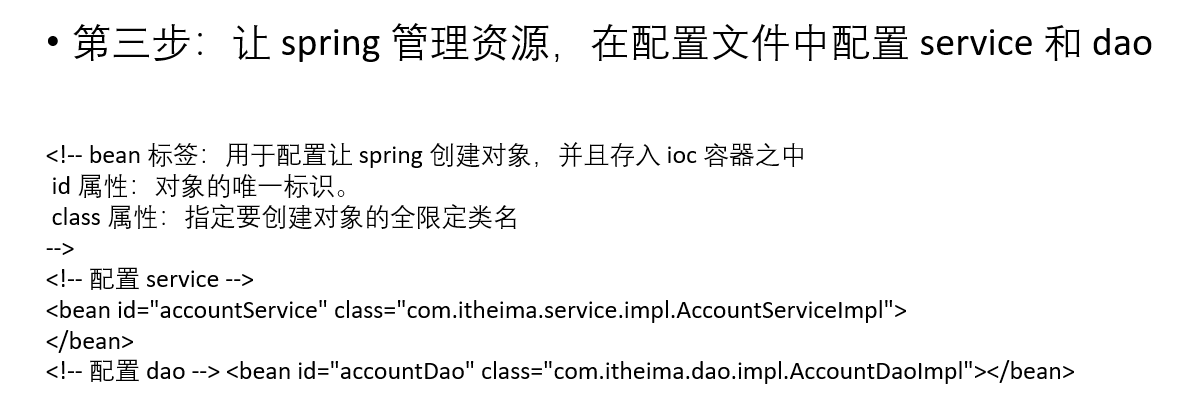 • 第三步：让 spring 管理资源，在配置文件中配置 service 和 dao
<!-- bean 标签：用于配置让 spring 创建对象，并且存入 ioc 容器之中
id 属性：对象的唯一标识。
class 属性：指定要创建对象的全限定类名
-->
<!-- 配置 service -->
<bean id="accountService" class="com.itheima.service.impl.AccountServiceImpl">
</bean>
<!-- 配置 dao --> <bean id="accountDao" class="com.itheima.dao.impl.AccountDaoImpl"></bean>